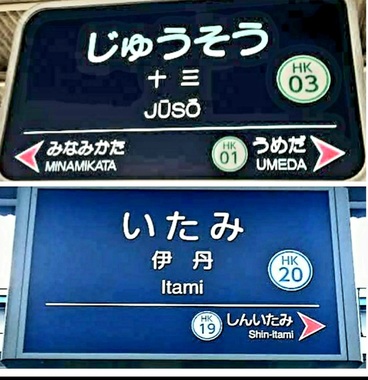 じゅうそう
十三
HK
03
JŪSŌ
みなみかた
MINAMIKATA
HK
01
うめだ
UMEDA
いたみ
伊丹
HK
20
Itami
HK
19
しんいたみ
Shin-Itami